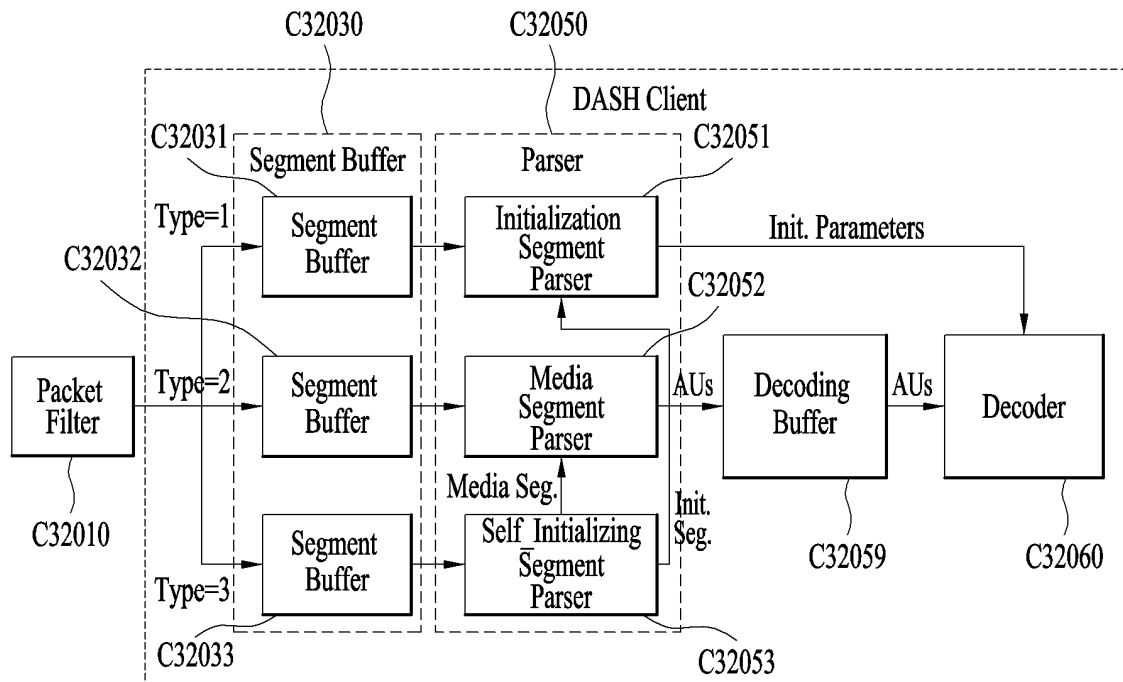 C32030
C32050
DASH Client
C32031
C32051
Segment Buffer
Parser
Type=1
Segment
Buffer
Initialization
Segment
Parser
Init. Parameters
C32032
C32052
Packet
Filter
Type=2
Segment
Buffer
Media
Segment
Parser
AUs
Decoding
Buffer
AUs
Decoder
Media Seg.
Init.
Seg.
C32010
Segment
Buffer
Self Initializing
Segment
Parser
C32059
C32060
Type=3
C32033
C32053